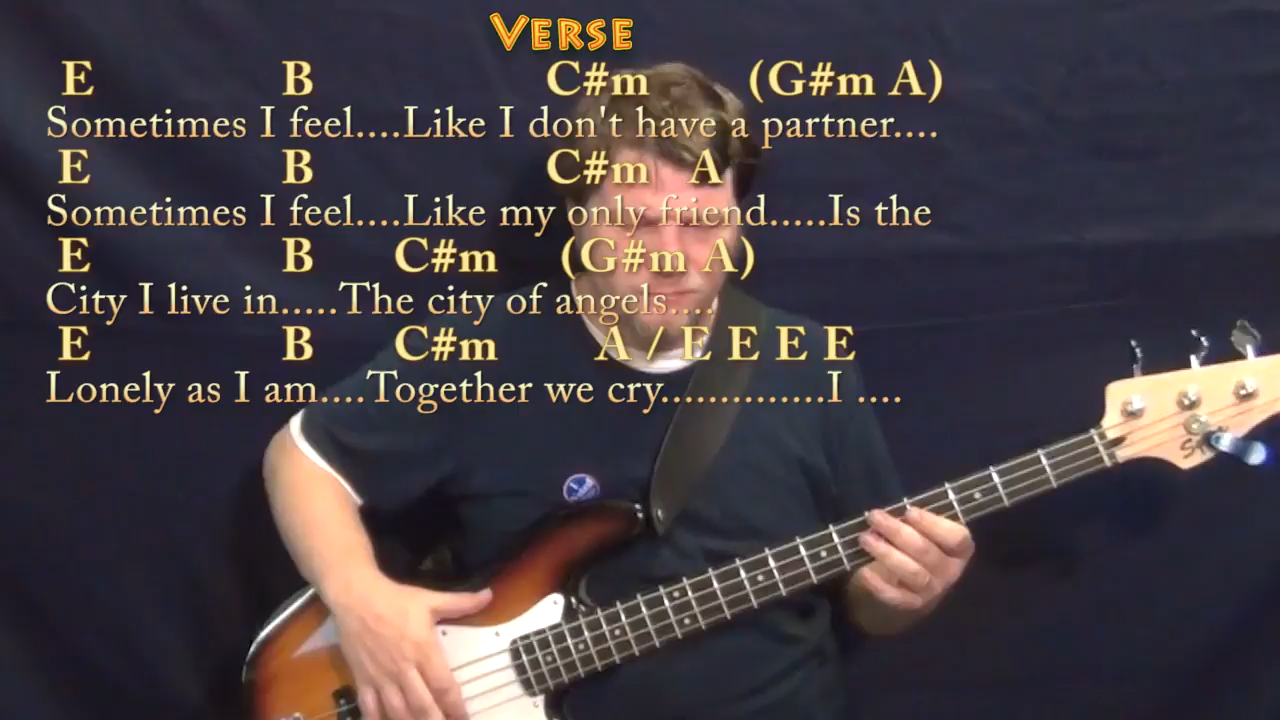 VERSE
E B C#m (G#m A)
Sometimes I feel....Like I don't have a partner....
E B C#m A
Sometimes I feel....Like my only friend.....Is the
E B C#m (G#m A)
City I live in.....The city of angels....
E B C#m A / E E E E
Lonely as I am....Together we cry..............I ....